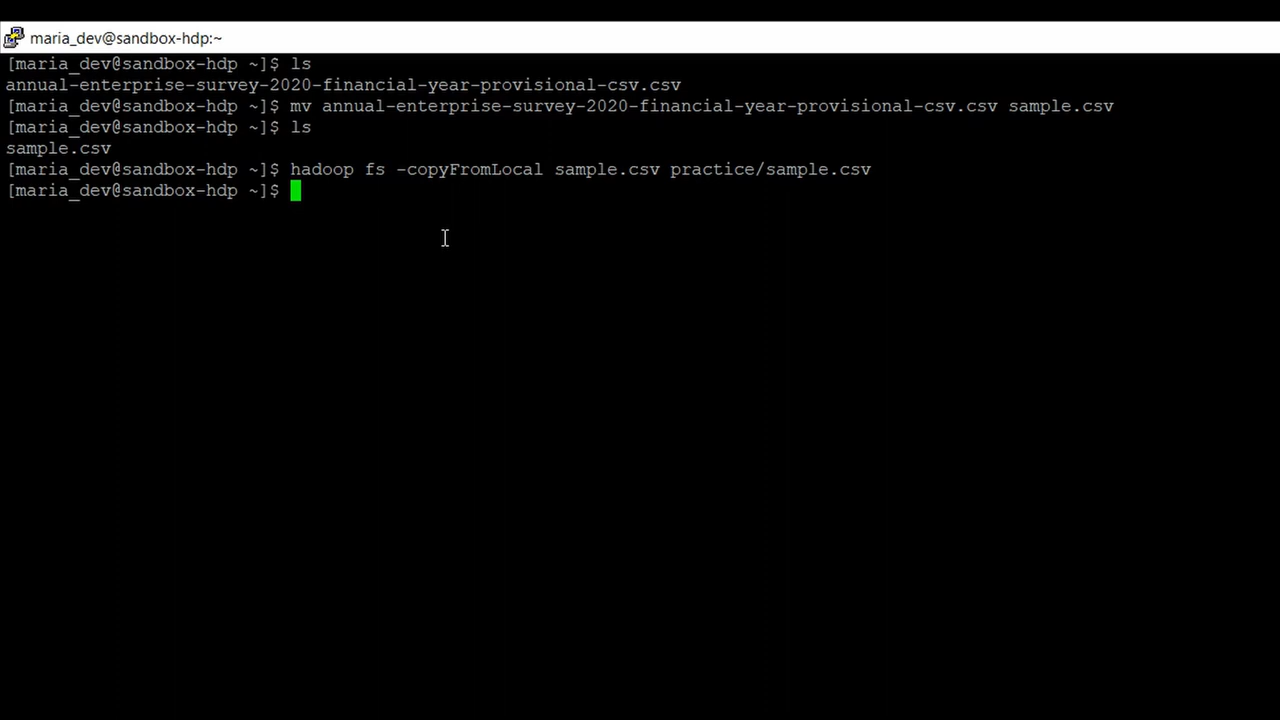 maria_dev@sandbox-hdp:~
[maria_dev@sandbox-hdp ~]$ ls
annual-enterprise-survey-2020-financial-year-provisional-csv.csv
[maria_dev@sandbox-hdp ~]$ mv annual-enterprise-survey-2020-financial-year-provisional-csv.csv sample.csv
[maria_dev@sandbox-hdp ~]$ ls
sample.csv
[maria_dev@sandbox-hdp ~]$ hadoop fs -copyFromLocal sample.csv practice/sample.csv
[maria_dev@sandbox-hdp ~]$